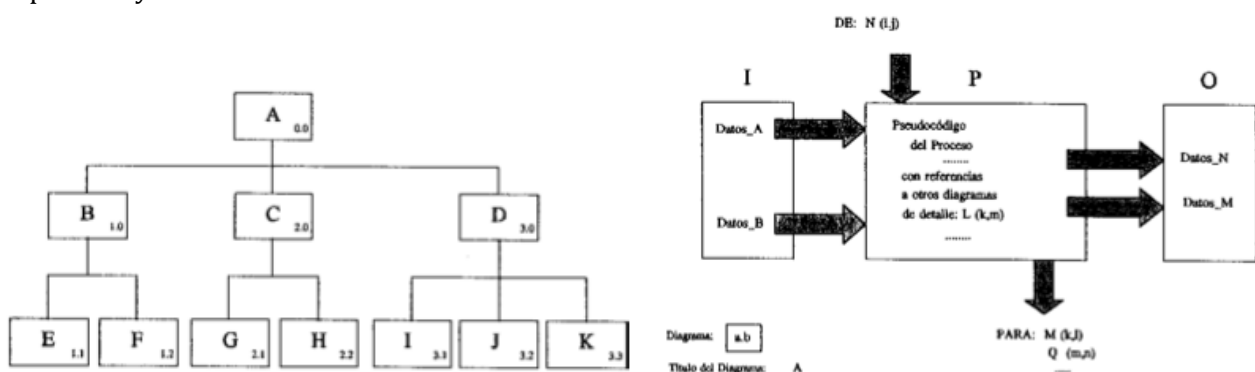 A 0.0
B 1.0
C 2.0
D 3.0
E 1.1
F 1.2
G 2.1
H 2.2
I 3.1
J 3.2
K 3.3
DE: N (i,j)
I P O
Datos_A
Datos_B
Pseudocódigo
del Proceso
........
con referencias
a otros diagramas
de detalle: L (k,m)
........
Datos_N
Datos_M
Diagrama: a.b
Título del Diagrama: A
PARA: M (k,l)
Q (m,n)